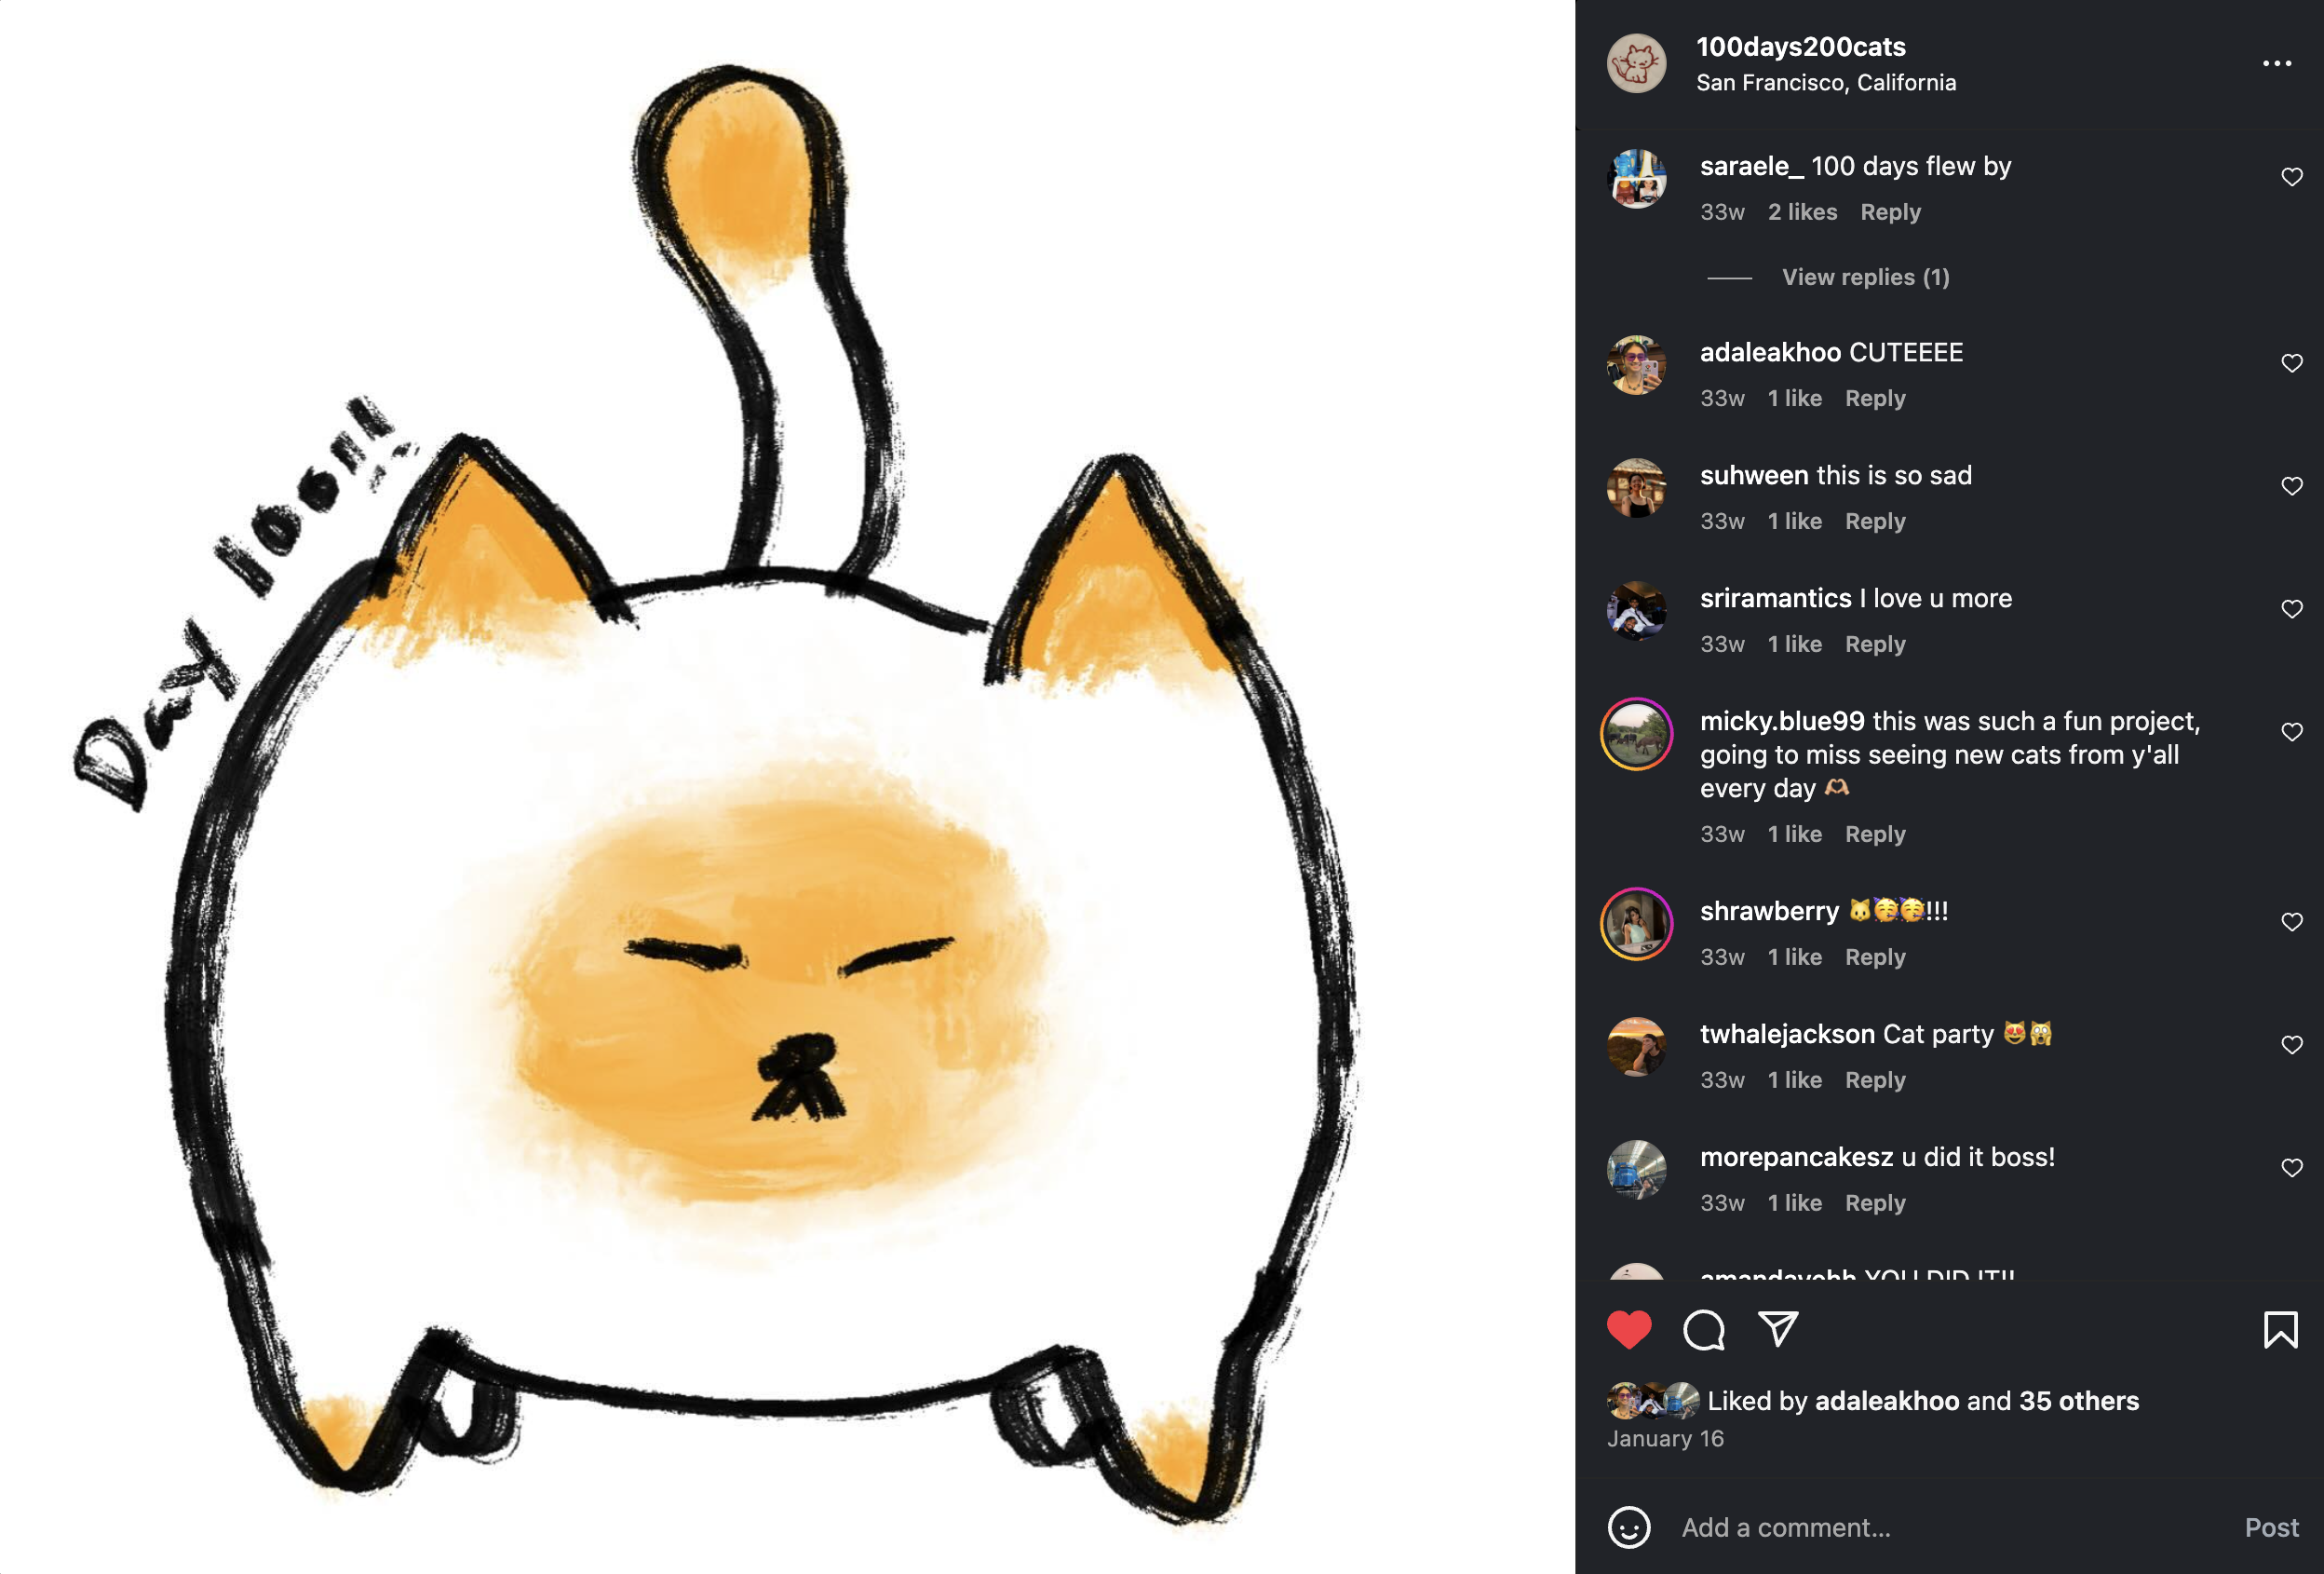 Day 100!!
100days200cats
San Francisco, California
saraele_ 100 days flew by
33w 2 likes Reply
View replies (1)
adaleakhoo CUTEEEE
33w 1 like Reply
suhween this is so sad
33w 1 like Reply
sriramantics I love u more
33w 1 like Reply
micky.blue99 this was such a fun project,
going to miss seeing new cats from y'all
every day 🫶🏼
33w 1 like Reply
shrawberry 🐱🥳🥳!!!
33w 1 like Reply
twhalejackson Cat party 😻🙀
33w 1 like Reply
morepancakesz u did it boss!
33w 1 like Reply
YOU DID IT!!
Liked by adaleakhoo and 35 others
January 16
Add a comment...
Post